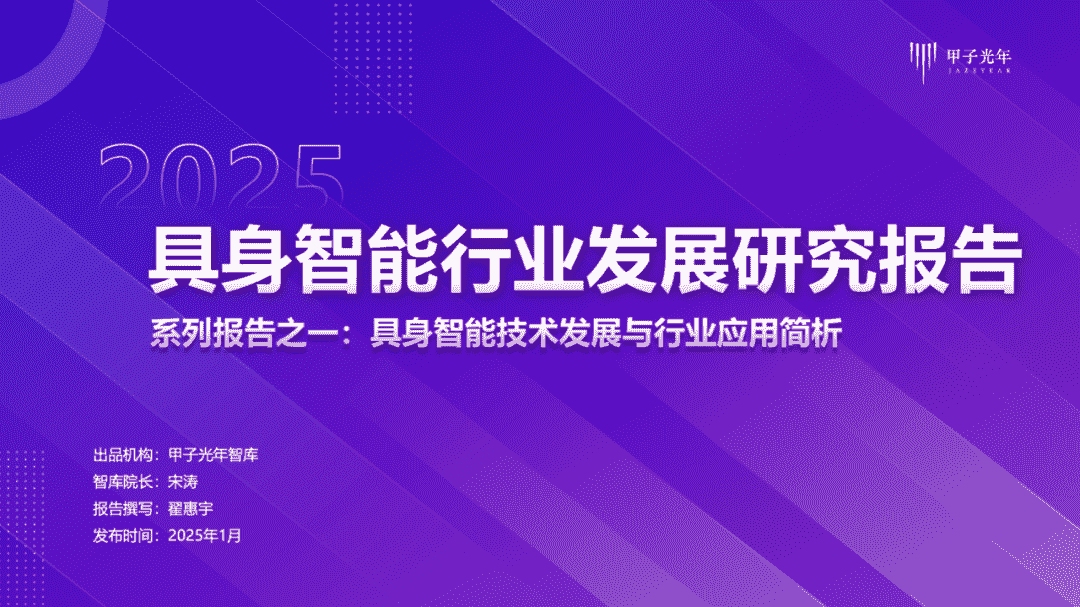 甲子光年
JAZZYEAR
2025
具身智能行业发展研究报告
系列报告之一：具身智能技术发展与行业应用简析
出品机构：甲子光年智库
智库院长：宋涛
报告撰写：翟惠宇
发布时间：2025年1月